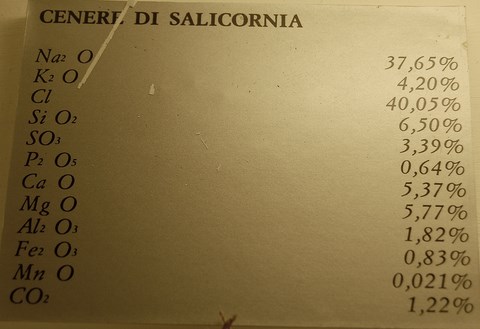 CENERE DI SALICORNIA
Na₂ O 37,65%
K₂ O 4,20%
Cl 40,05%
Si O₂ 6,50%
SO₃ 3,39%
P₂ O₅ 0,64%
Ca O 5,37%
Mg O 5,77%
Al₂ O₃ 1,82%
Fe₂ O₃ 0,83%
Mn O 0,021%
CO₂ 1,22%